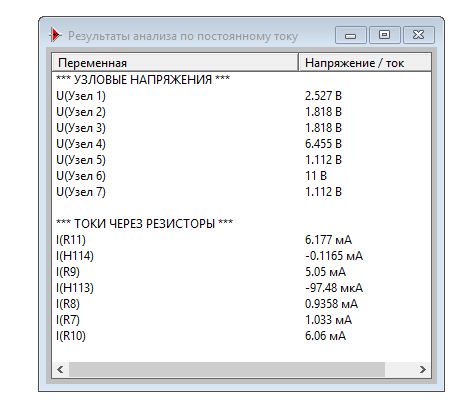 Результаты анализа по постоянному току
Переменная Напряжение / ток
*** УЗЛОВЫЕ НАПРЯЖЕНИЯ ***
U(Узел 1) 2.527 В
U(Узел 2) 1.818 В
U(Узел 3) 1.818 В
U(Узел 4) 6.455 В
U(Узел 5) 1.112 В
U(Узел 6) 11 В
U(Узел 7) 1.112 В
*** ТОКИ ЧЕРЕЗ РЕЗИСТОРЫ ***
I(R11) 6.177 мА
I(H114) -0.1165 мА
I(R9) 5.05 мА
I(H113) -97.48 мкА
I(R8) 0.9358 мА
I(R7) 1.033 мА
I(R10) 6.06 мА